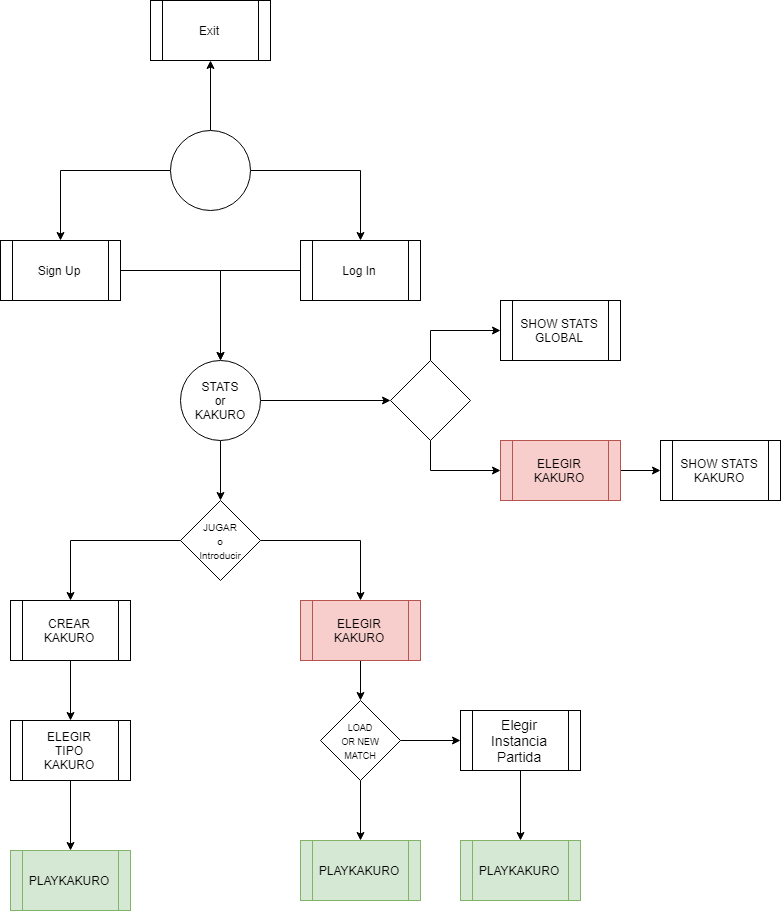 Exit
Sign Up
Log In
SHOW STATS
GLOBAL
STATS
or
KAKURO
ELEGIR
KAKURO
SHOW STATS
KAKURO
JUGAR
o
Introducir
CREAR
KAKURO
ELEGIR
KAKURO
ELEGIR
TIPO
KAKURO
LOAD
OR NEW
MATCH
Elegir
Instancia
Partida
PLAYKAKURO
PLAYKAKURO
PLAYKAKURO